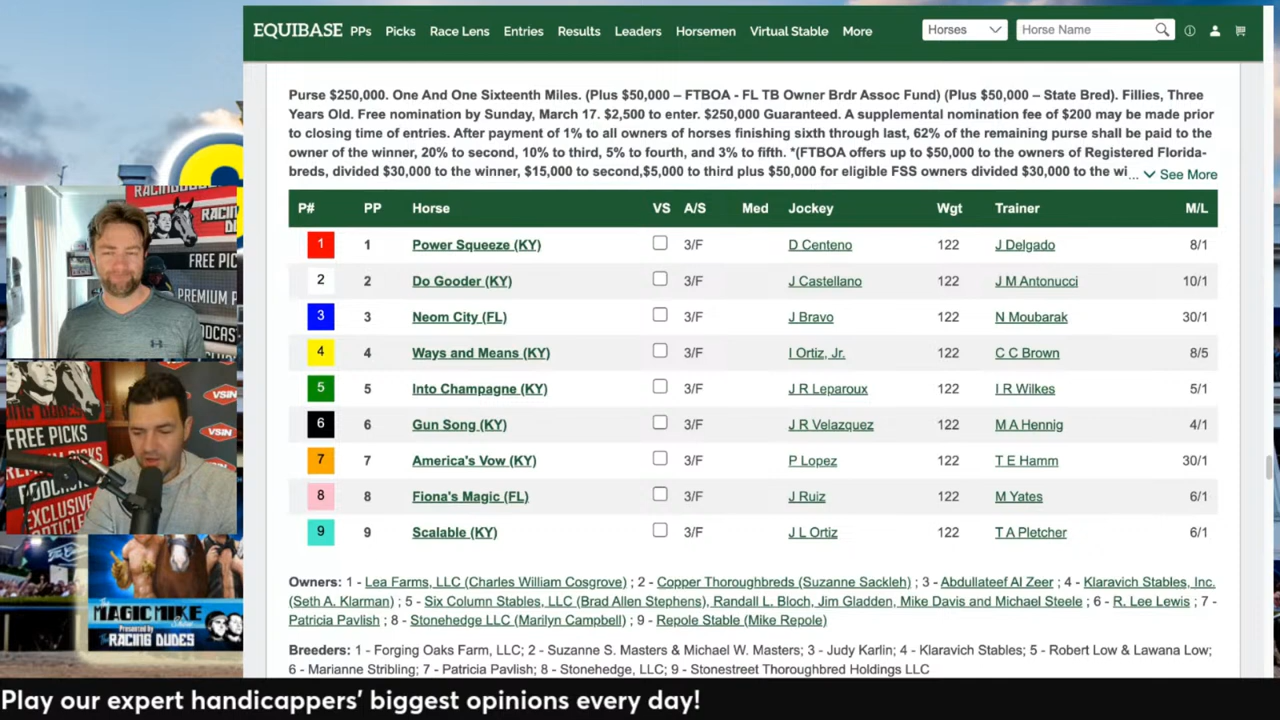 EQUIBASE PPs Picks Race Lens Entries Results Leaders Horsemen Virtual Stable More Horses Horse Name
Purse $250,000. One And One Sixteenth Miles. (Plus $50,000 – FTBOA - FL TB Owner Brdr Assoc Fund) (Plus $50,000 – State Bred). Fillies, Three
Years Old. Free nomination by Sunday, March 17. $2,500 to enter. $250,000 Guaranteed. A supplemental nomination fee of $200 may be made prior
to closing time of entries. After payment of 1% to all owners of horses finishing sixth through last, 62% of the remaining purse shall be paid to the
owner of the winner, 20% to second, 10% to third, 5% to fourth, and 3% to fifth. *(FTBOA offers up to $50,000 to the owners of Registered Florida-
breds, divided $30,000 to the winner, $15,000 to second,$5,000 to third plus $50,000 for eligible FSS owners divided $30,000 to the wi... See More
P# PP Horse VS A/S Med Jockey Wgt Trainer M/L
1 1 Power Squeeze (KY) 3/F D Centeno 122 J Delgado 8/1
2 2 Do Gooder (KY) 3/F J Castellano 122 J M Antonucci 10/1
3 3 Neom City (FL) 3/F J Bravo 122 N Moubarak 30/1
4 4 Ways and Means (KY) 3/F I Ortiz, Jr. 122 C C Brown 8/5
5 5 Into Champagne (KY) 3/F J R Leparoux 122 I R Wilkes 5/1
6 6 Gun Song (KY) 3/F J R Velazquez 122 M A Hennig 4/1
7 7 America's Vow (KY) 3/F P Lopez 122 T E Hamm 30/1
8 8 Fiona's Magic (FL) 3/F J Ruiz 122 M Yates 6/1
9 9 Scalable (KY) 3/F J L Ortiz 122 T A Pletcher 6/1
Owners: 1 - Lea Farms, LLC (Charles William Cosgrove) ; 2 - Copper Thoroughbreds (Suzanne Sackleh) ; 3 - Abdullateef Al Zeer ; 4 - Klaravich Stables, Inc.
(Seth A. Klarman) ; 5 - Six Column Stables, LLC (Brad Allen Stephens), Randall L. Bloch, Jim Gladden, Mike Davis and Michael Steele ; 6 - R. Lee Lewis ; 7 -
Patricia Pavlish ; 8 - Stonehedge LLC (Marilyn Campbell) ; 9 - Repole Stable (Mike Repole)
Breeders: 1 - Forging Oaks Farm, LLC; 2 - Suzanne S. Masters & Michael W. Masters; 3 - Judy Karlin; 4 - Klaravich Stables; 5 - Robert Low & Lawana Low;
6 - Marianne Stribling; 7 - Patricia Pavlish; 8 - Stonehedge, LLC; 9 - Stonestreet Thoroughbred Holdings LLC
FREE PIC
PREMIUM P
VSiN
FREE PICKS
VSiN
EXCLUSIVE
THE
MAGIC MIKE
SHOW
Presented by
RACING DUDES
Play our expert handicappers' biggest opinions every day!